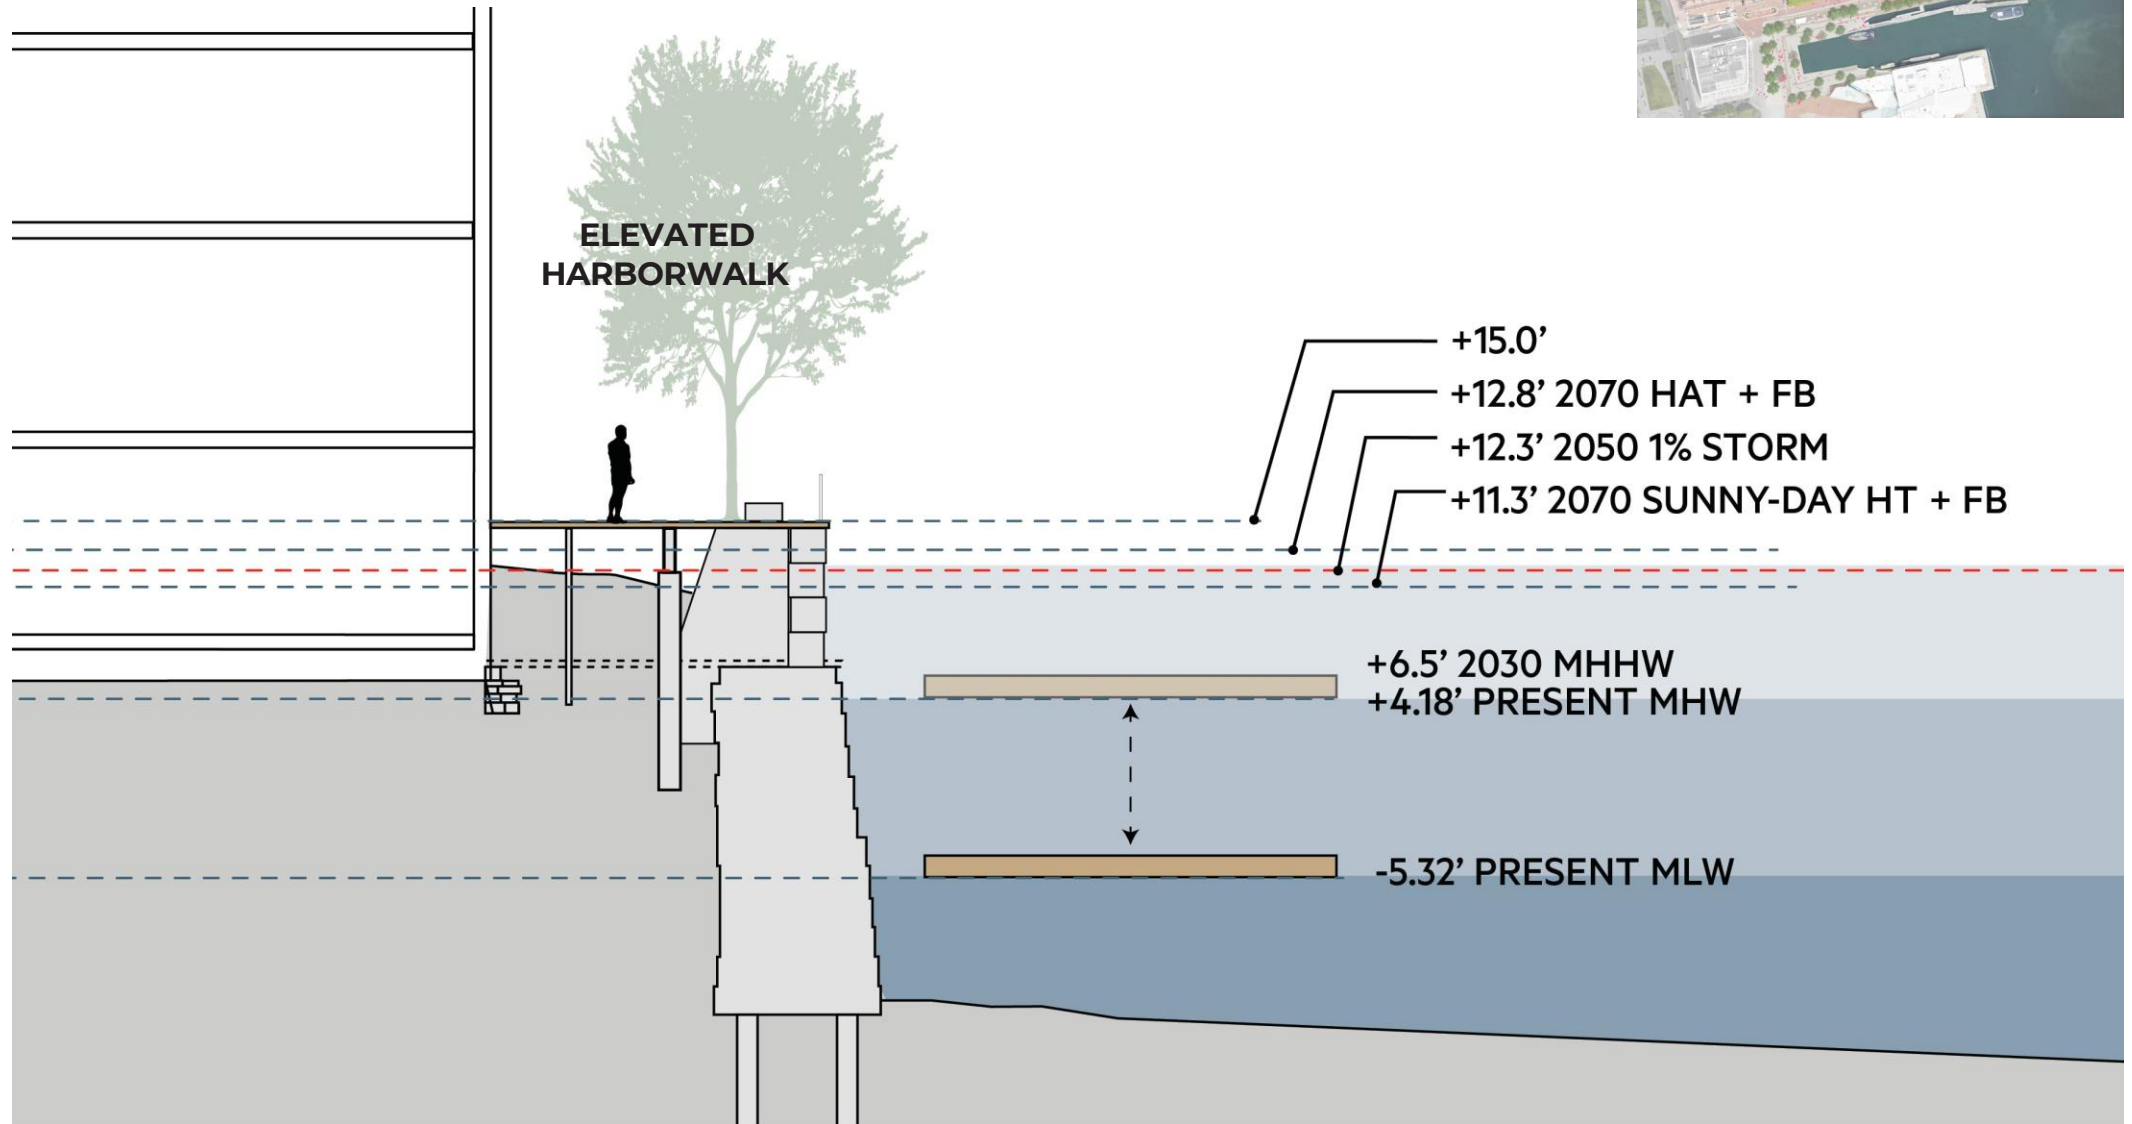 ELEVATED
HARBORWALK
+15.0’
+12.8’ 2070 HAT + FB
+12.3’ 2050 1% STORM
+11.3’ 2070 SUNNY-DAY HT + FB
+6.5’ 2030 MHHW
+4.18’ PRESENT MHW
-5.32’ PRESENT MLW